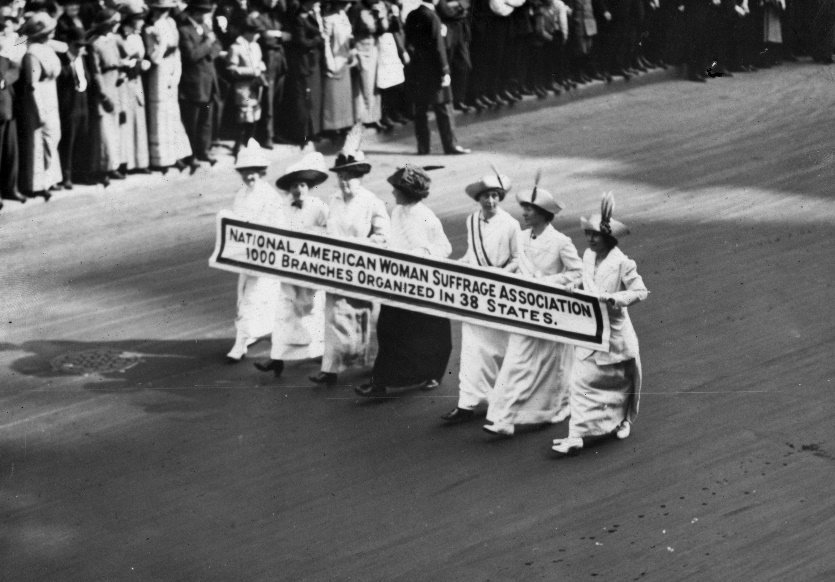 NATIONAL AMERICAN WOMAN SUFFRAGE ASSOCIATION
1000 BRANCHES ORGANIZED IN 38 STATES.